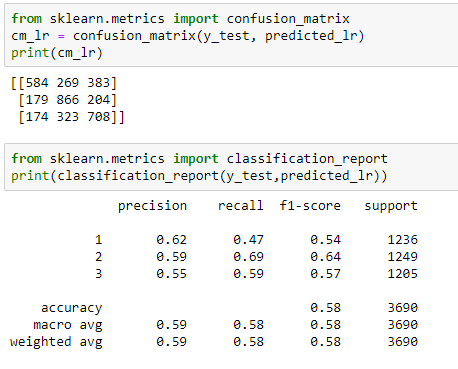 from sklearn.metrics import confusion_matrix
cm_lr = confusion_matrix(y_test, predicted_lr)
print(cm_lr)
[[584 269 383]
 [179 866 204]
 [174 323 708]]
from sklearn.metrics import classification_report
print(classification_report(y_test,predicted_lr))
              precision    recall  f1-score   support
           1       0.62      0.47      0.54      1236
           2       0.59      0.69      0.64      1249
           3       0.55      0.59      0.57      1205
    accuracy                           0.58      3690
   macro avg       0.59      0.58      0.58      3690
weighted avg       0.59      0.58      0.58      3690